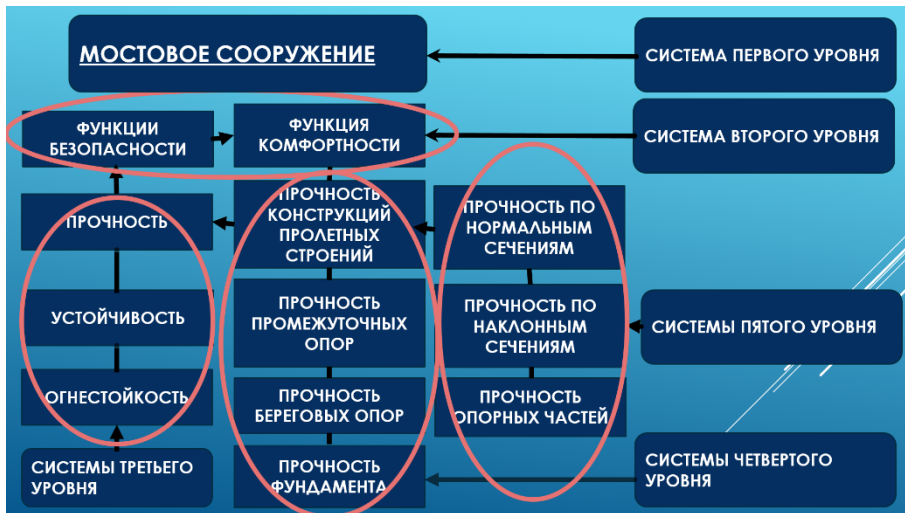 МОСТОВОЕ СООРУЖЕНИЕ
СИСТЕМА ПЕРВОГО УРОВНЯ
ФУНКЦИИ
БЕЗОПАСНОСТИ
ФУНКЦИЯ
КОМФОРТНОСТИ
СИСТЕМА ВТОРОГО УРОВНЯ
ПРОЧНОСТЬ
УСТОЙЧИВОСТЬ
ОГНЕСТОЙКОСТЬ
СИСТЕМЫ ТРЕТЬЕГО
УРОВНЯ
ПРОЧНОСТЬ
КОНСТРУКЦИЙ
ПРОЛЕТНЫХ
СТРОЕНИЙ
ПРОЧНОСТЬ
ПРОМЕЖУТОЧНЫХ
ОПОР
ПРОЧНОСТЬ
БЕРЕГОВЫХ ОПОР
ПРОЧНОСТЬ
ФУНДАМЕНТА
ПРОЧНОСТЬ ПО
НОРМАЛЬНЫМ
СЕЧЕНИЯМ
ПРОЧНОСТЬ ПО
НАКЛОННЫМ
СЕЧЕНИЯМ
ПРОЧНОСТЬ
ОПОРНЫХ ЧАСТЕЙ
СИСТЕМЫ ПЯТОГО УРОВНЯ
СИСТЕМЫ ЧЕТВЕРТОГО
УРОВНЯ